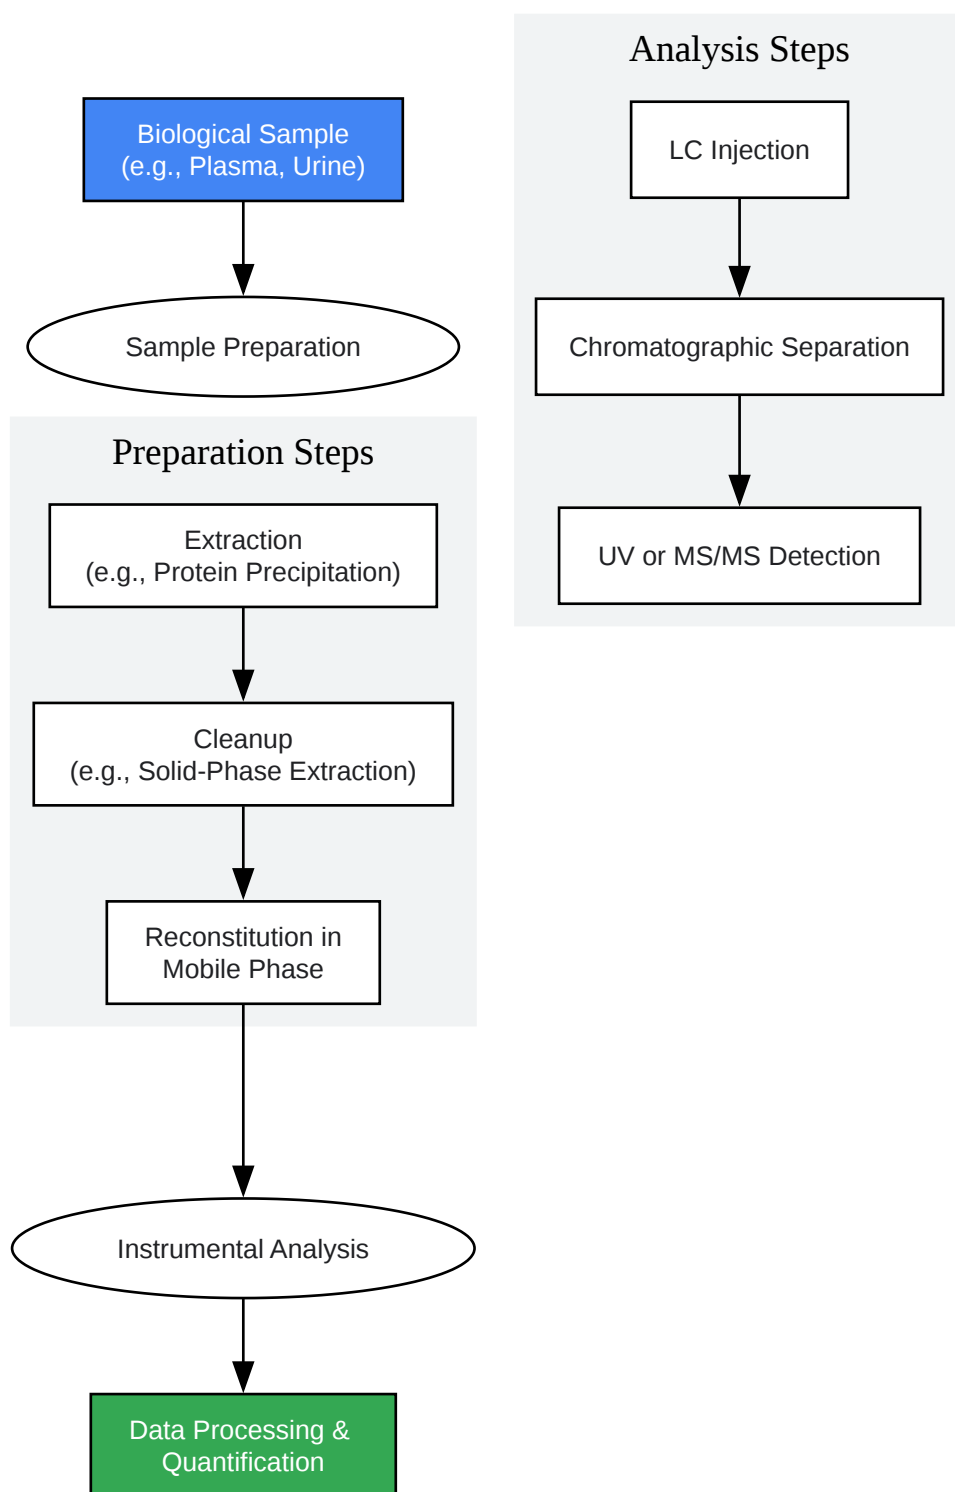 Biological Sample
(e.g., Plasma, Urine)
Sample Preparation
Preparation Steps
Extraction
(e.g., Protein Precipitation)
Cleanup
(e.g., Solid-Phase Extraction)
Reconstitution in
Mobile Phase
Instrumental Analysis
Data Processing &
Quantification
Analysis Steps
LC Injection
Chromatographic Separation
UV or MS/MS Detection